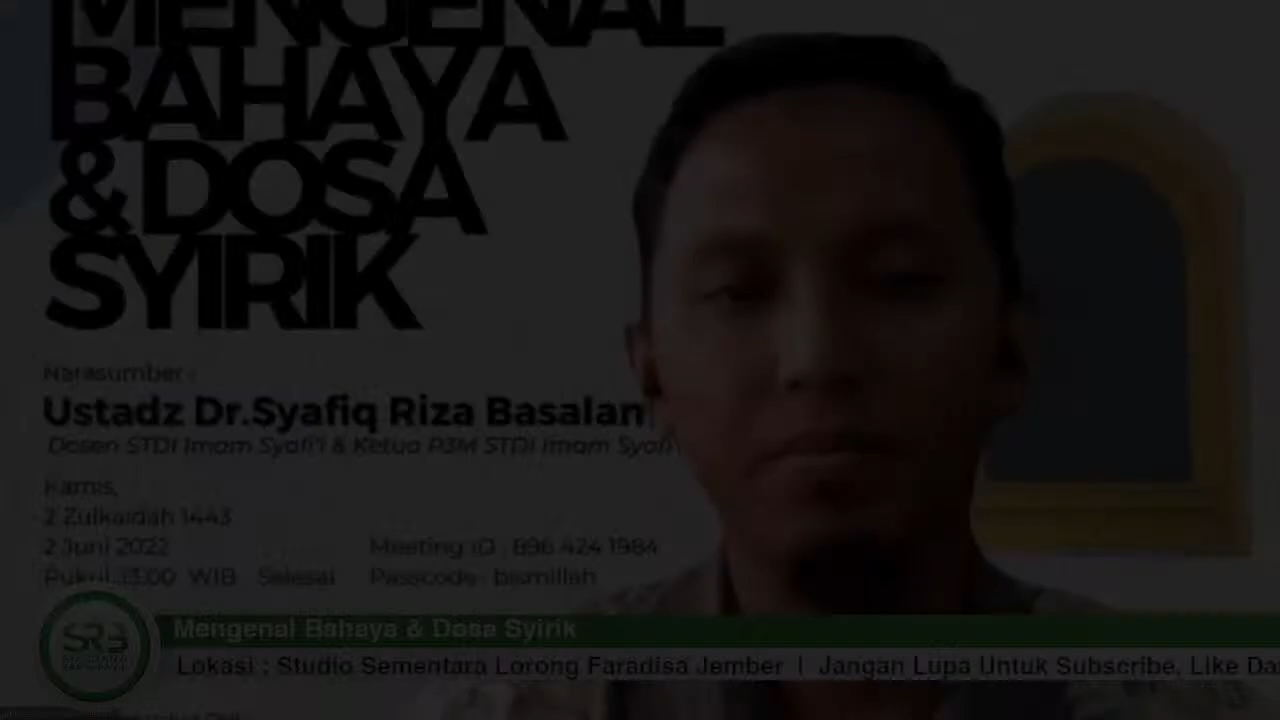 MENGENAL
BAHAYA
& DOSA
SYIRIK
Narasumber :
Ustadz Dr.Syafiq Riza Basalan
Dosen STDI Imam Syafi'i & Ketua P3M STDI Imam Syafi'i
Kamis,
2 Zulkaidah 1443
2 Juni 2022
Meeting ID : 896 424 1984
Pukul 13.00 WIB Selesai
Passcode : bismillah
SRB
Mengenal Bahaya & Dosa Syirik
Lokasi : Studio Sementara Lorong Faradisa Jember | Jangan Lupa Untuk Subscribe, Like Da